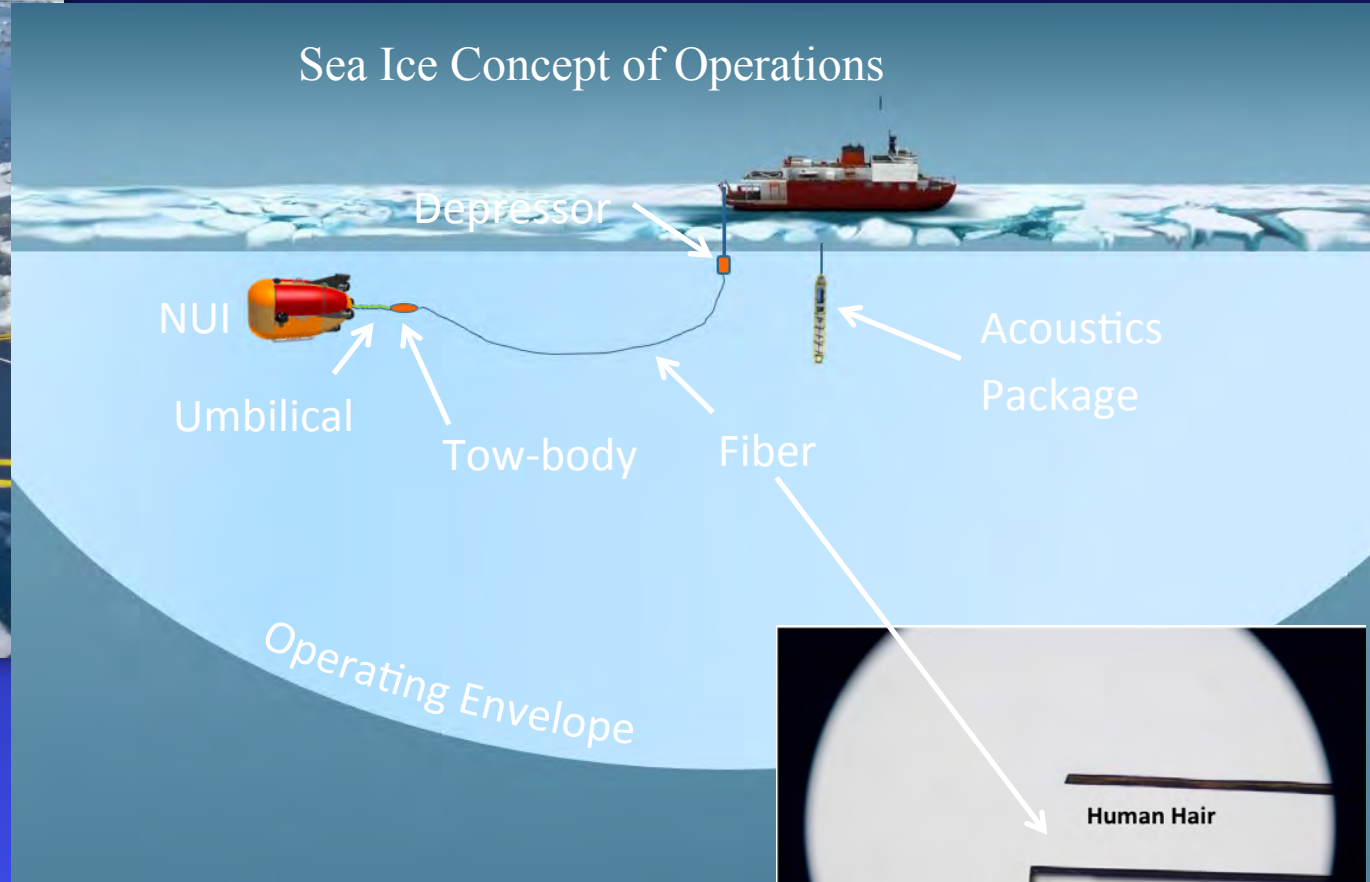 Sea Ice Concept of Operations
Depressor
NUI
Acoustics
Package
Umbilical
Tow-body
Fiber
Operating Envelope
Human Hair